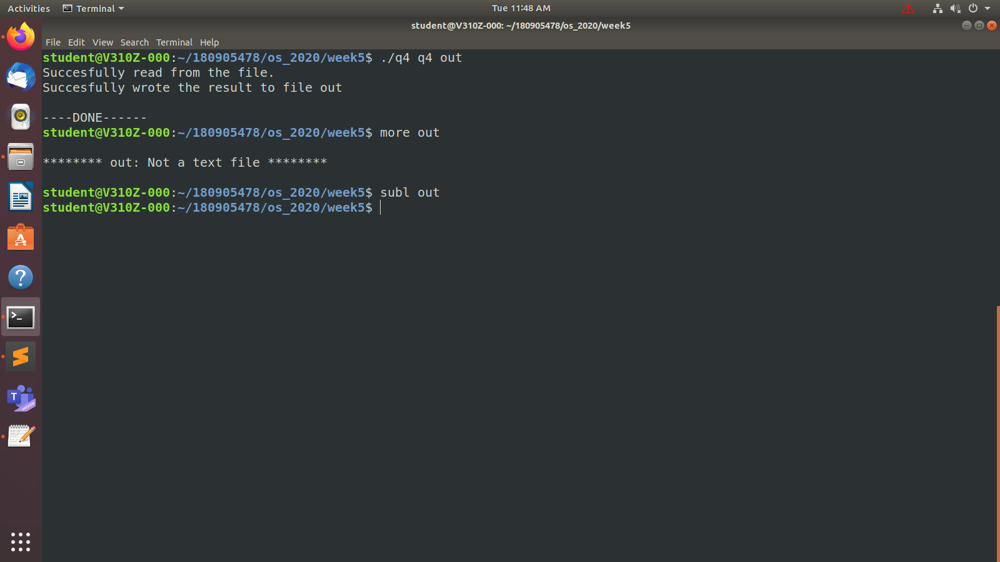 Activities Terminal Tue 11:48 AM
student@V310Z-000: ~/180905478/os_2020/week5
File Edit View Search Terminal Help
student@V310Z-000:~/180905478/os_2020/week5$ ./q4 q4 out
Succesfully read from the file.
Succesfully wrote the result to file out
----DONE------
student@V310Z-000:~/180905478/os_2020/week5$ more out
******** out: Not a text file ********
student@V310Z-000:~/180905478/os_2020/week5$ subl out
student@V310Z-000:~/180905478/os_2020/week5$
T
PREVIEW